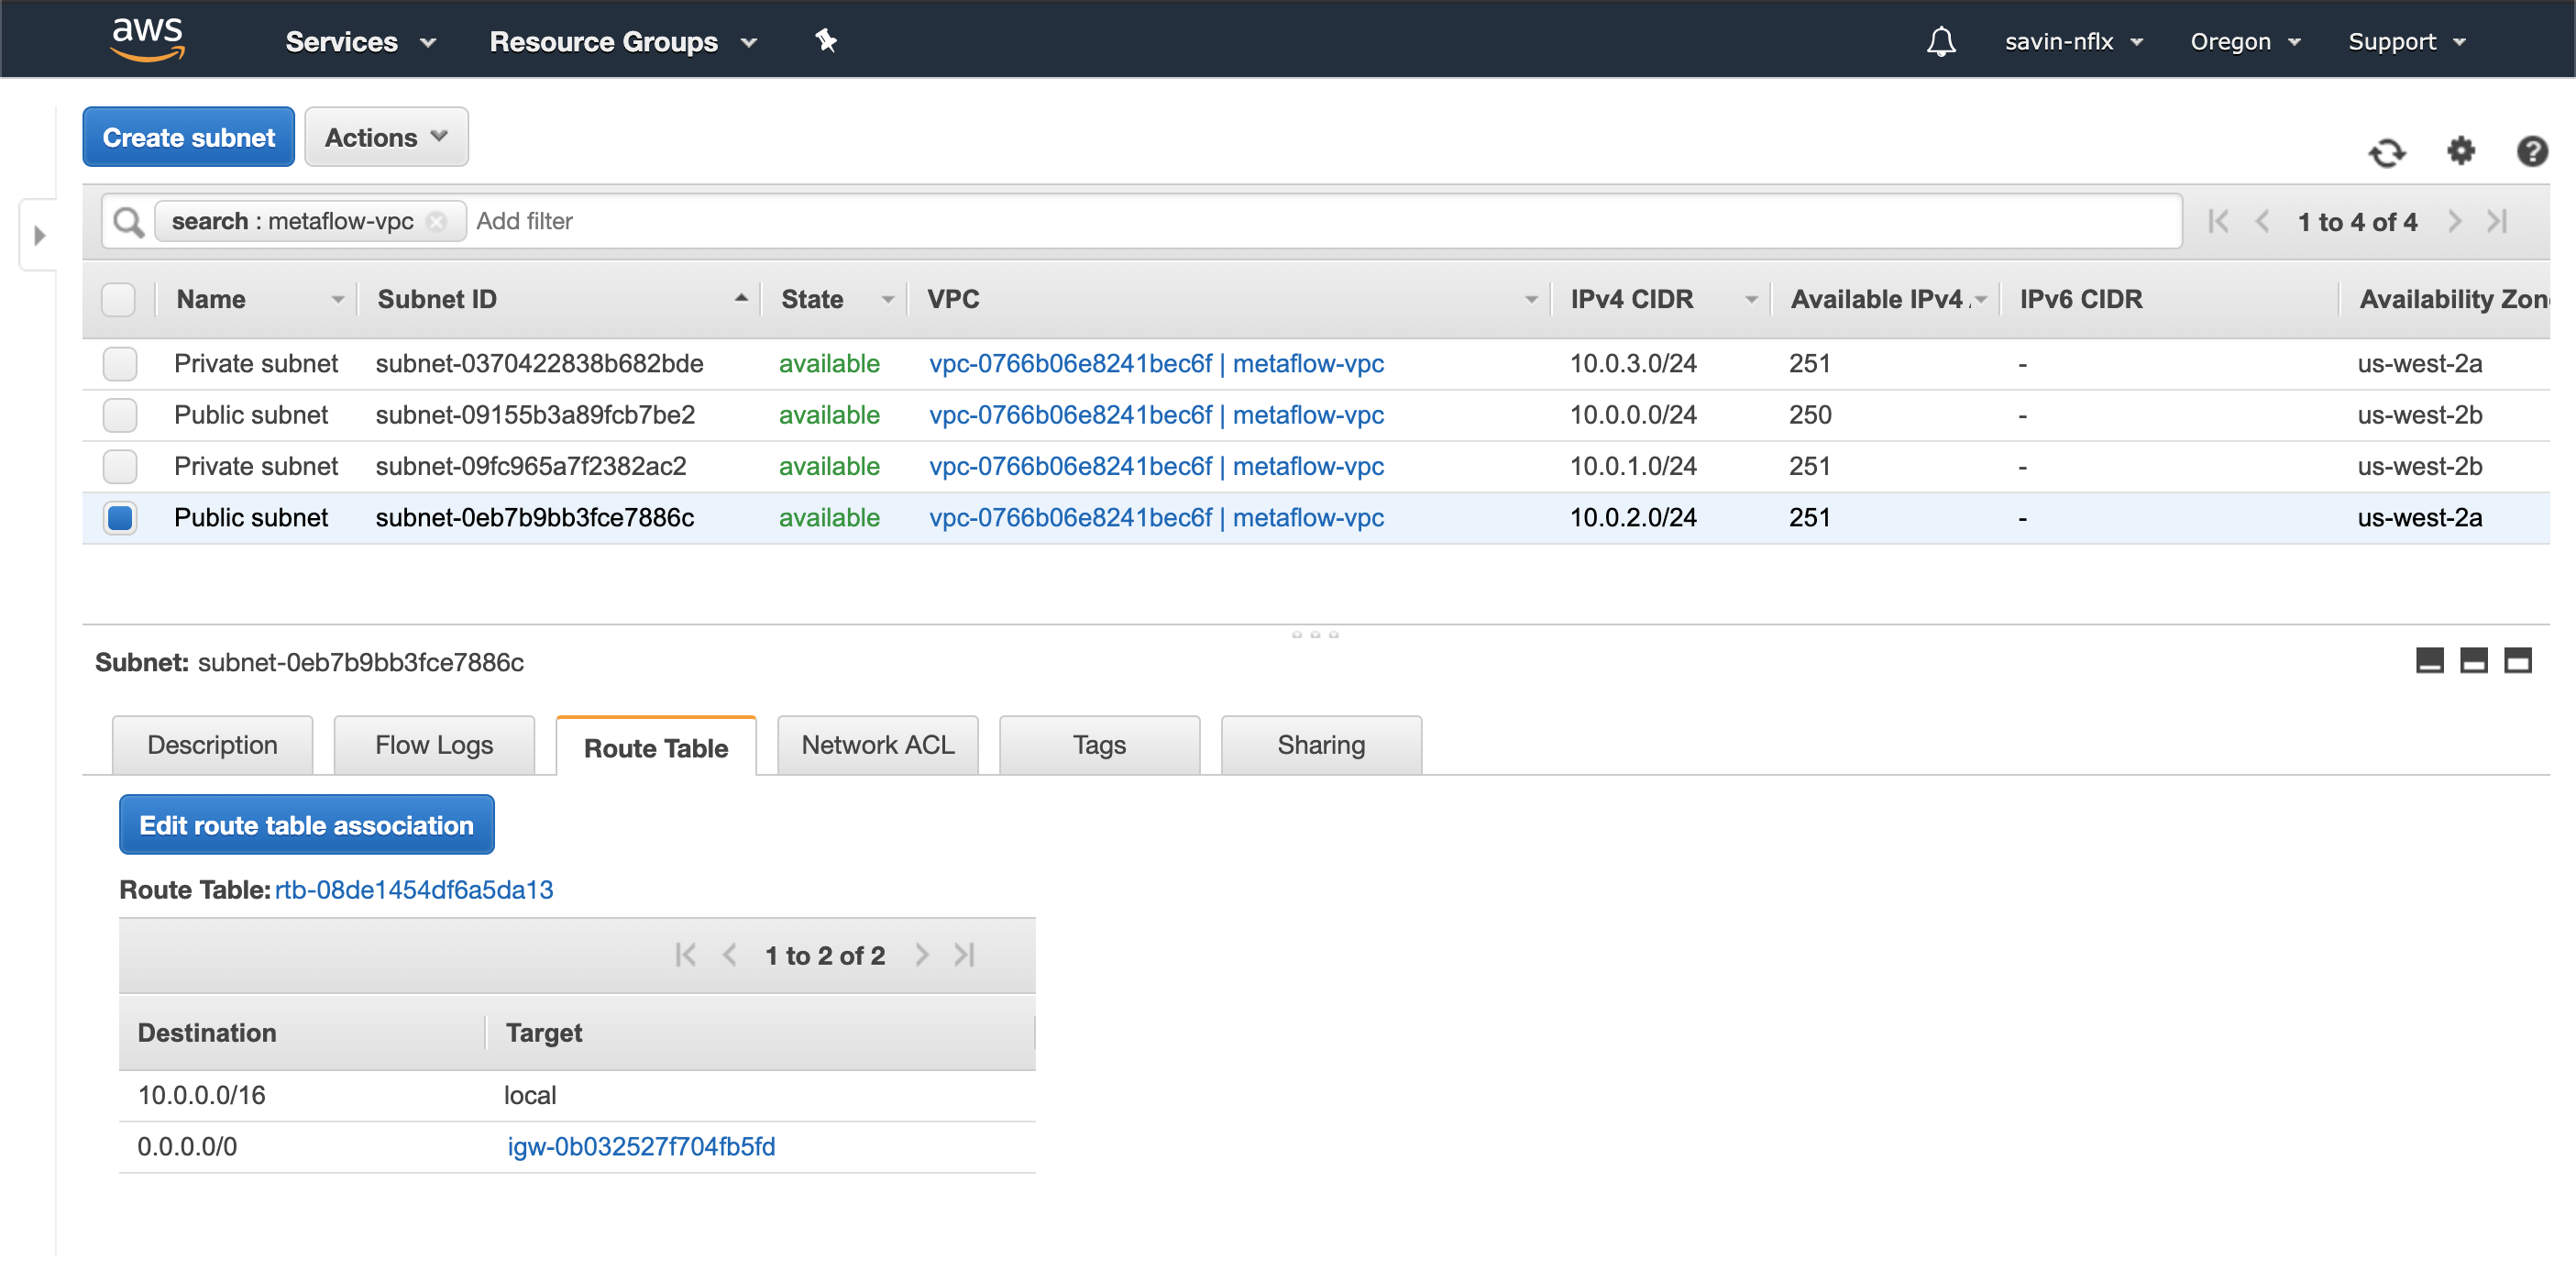 aws Services Resource Groups savin-nflx Oregon Support
Create subnet Actions
search : metaflow-vpc Add filter 1 to 4 of 4
Name Subnet ID State VPC IPv4 CIDR Available IPv4 IPv6 CIDR Availability Zon
Private subnet subnet-0370422838b682bde available vpc-0766b06e8241bec6f | metaflow-vpc 10.0.3.0/24 251 - us-west-2a
Public subnet subnet-09155b3a89fcb7be2 available vpc-0766b06e8241bec6f | metaflow-vpc 10.0.0.0/24 250 - us-west-2b
Private subnet subnet-09fc965a7f2382ac2 available vpc-0766b06e8241bec6f | metaflow-vpc 10.0.1.0/24 251 - us-west-2b
Public subnet subnet-0eb7b9bb3fce7886c available vpc-0766b06e8241bec6f | metaflow-vpc 10.0.2.0/24 251 - us-west-2a
Subnet: subnet-0eb7b9bb3fce7886c
Description Flow Logs Route Table Network ACL Tags Sharing
Edit route table association
Route Table: rtb-08de1454df6a5da13
1 to 2 of 2
Destination Target
10.0.0.0/16 local
0.0.0.0/0 igw-0b032527f704fb5fd